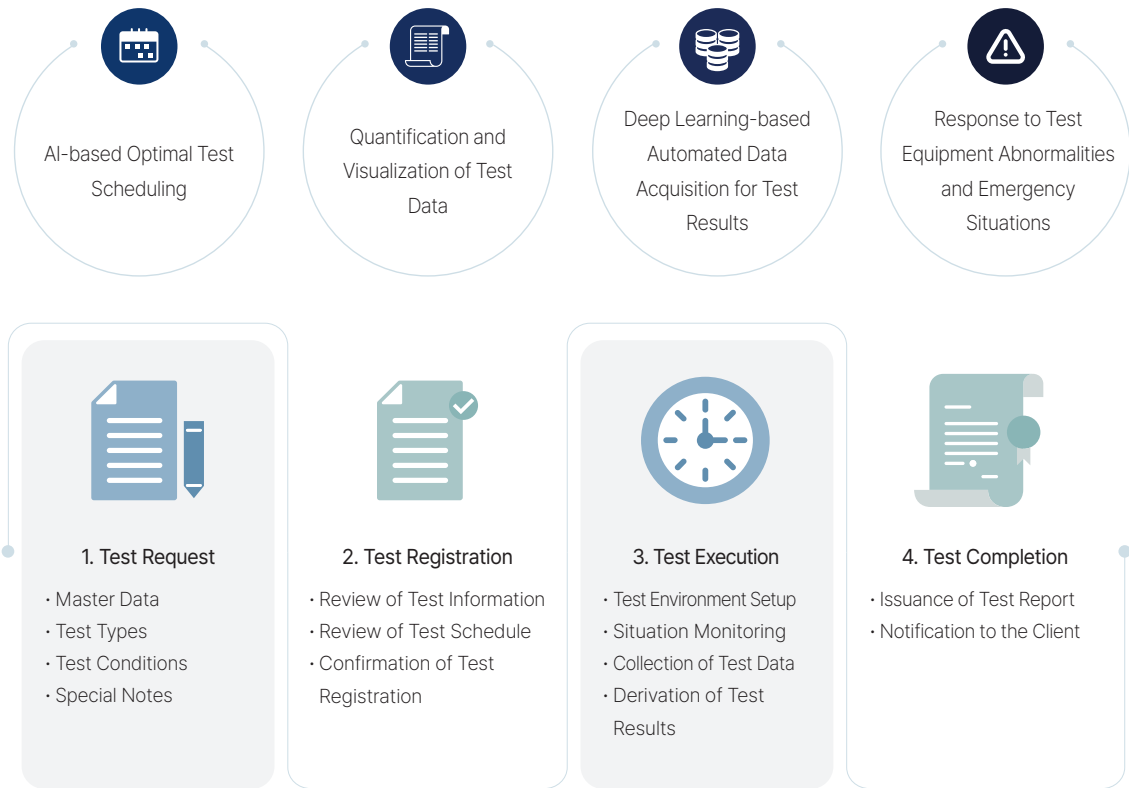 AI-based Optimal Test
Scheduling
Quantification and
Visualization of Test
Data
Deep Learning-based
Automated Data
Acquisition for Test
Results
Response to Test
Equipment Abnormalities
and Emergency
Situations
1. Test Request
· Master Data
· Test Types
· Test Conditions
· Special Notes
2. Test Registration
· Review of Test Information
· Review of Test Schedule
· Confirmation of Test
Registration
3. Test Execution
· Test Environment Setup
· Situation Monitoring
· Collection of Test Data
· Derivation of Test
Results
4. Test Completion
· Issuance of Test Report
· Notification to the Client